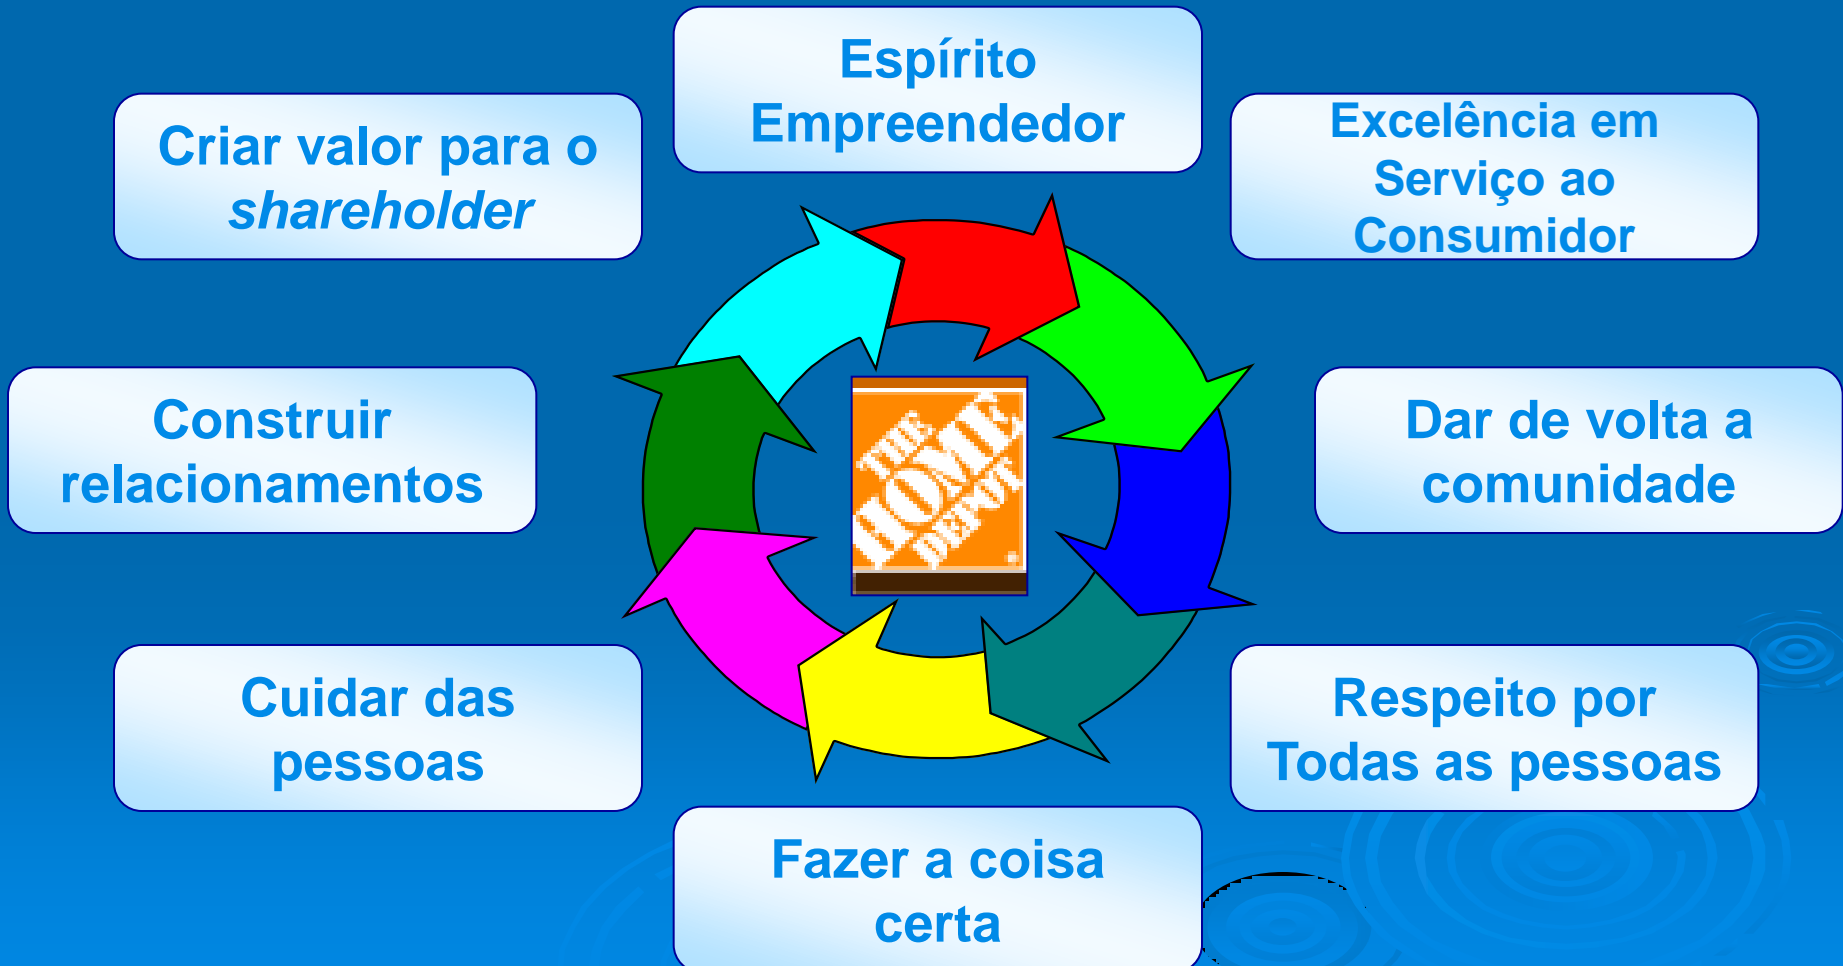 Espírito
Empreendedor
Excelência em
Serviço ao
Consumidor
Dar de volta a
comunidade
Respeito por
Todas as pessoas
Fazer a coisa
certa
Cuidar das
pessoas
Construir
relacionamentos
Criar valor para o
shareholder
THE
HOME
DEPOT